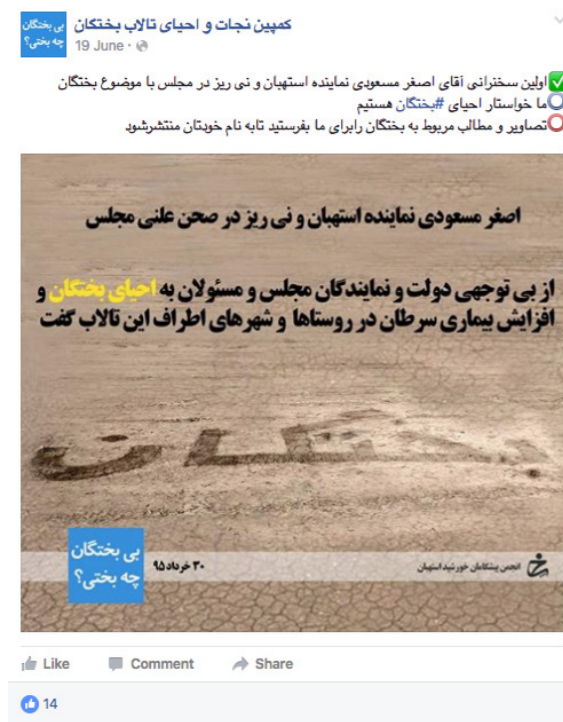 کمپین نجات و احیای تالاب بختگان
19 June ·
بی بختگان
چه بختی؟
✅اولین سخنرانی آقای اصغر مسعودی نماینده استهبان و نی ریز در مجلس با موضوع بختگان
⭕ما خواستار احیای #بختگان هستیم
⭕تصاویر و مطالب مربوط به بختگان رابرای ما بفرستید تابه نام خودتان منتشرشود
اصغر مسعودی نماینده استهبان و نی ریز در صحن علنی مجلس
از بی توجهی دولت و نمایندگان مجلس و مسئولان به احیای بختگان و
افزایش بیماری سرطان در روستاها و شهرهای اطراف این تالاب گفت
بختگان
انجمن پیشگامان خورشید استهبان
۳۰ خرداد ۹۵
بی بختگان
چه بختی؟
Like Comment Share
14